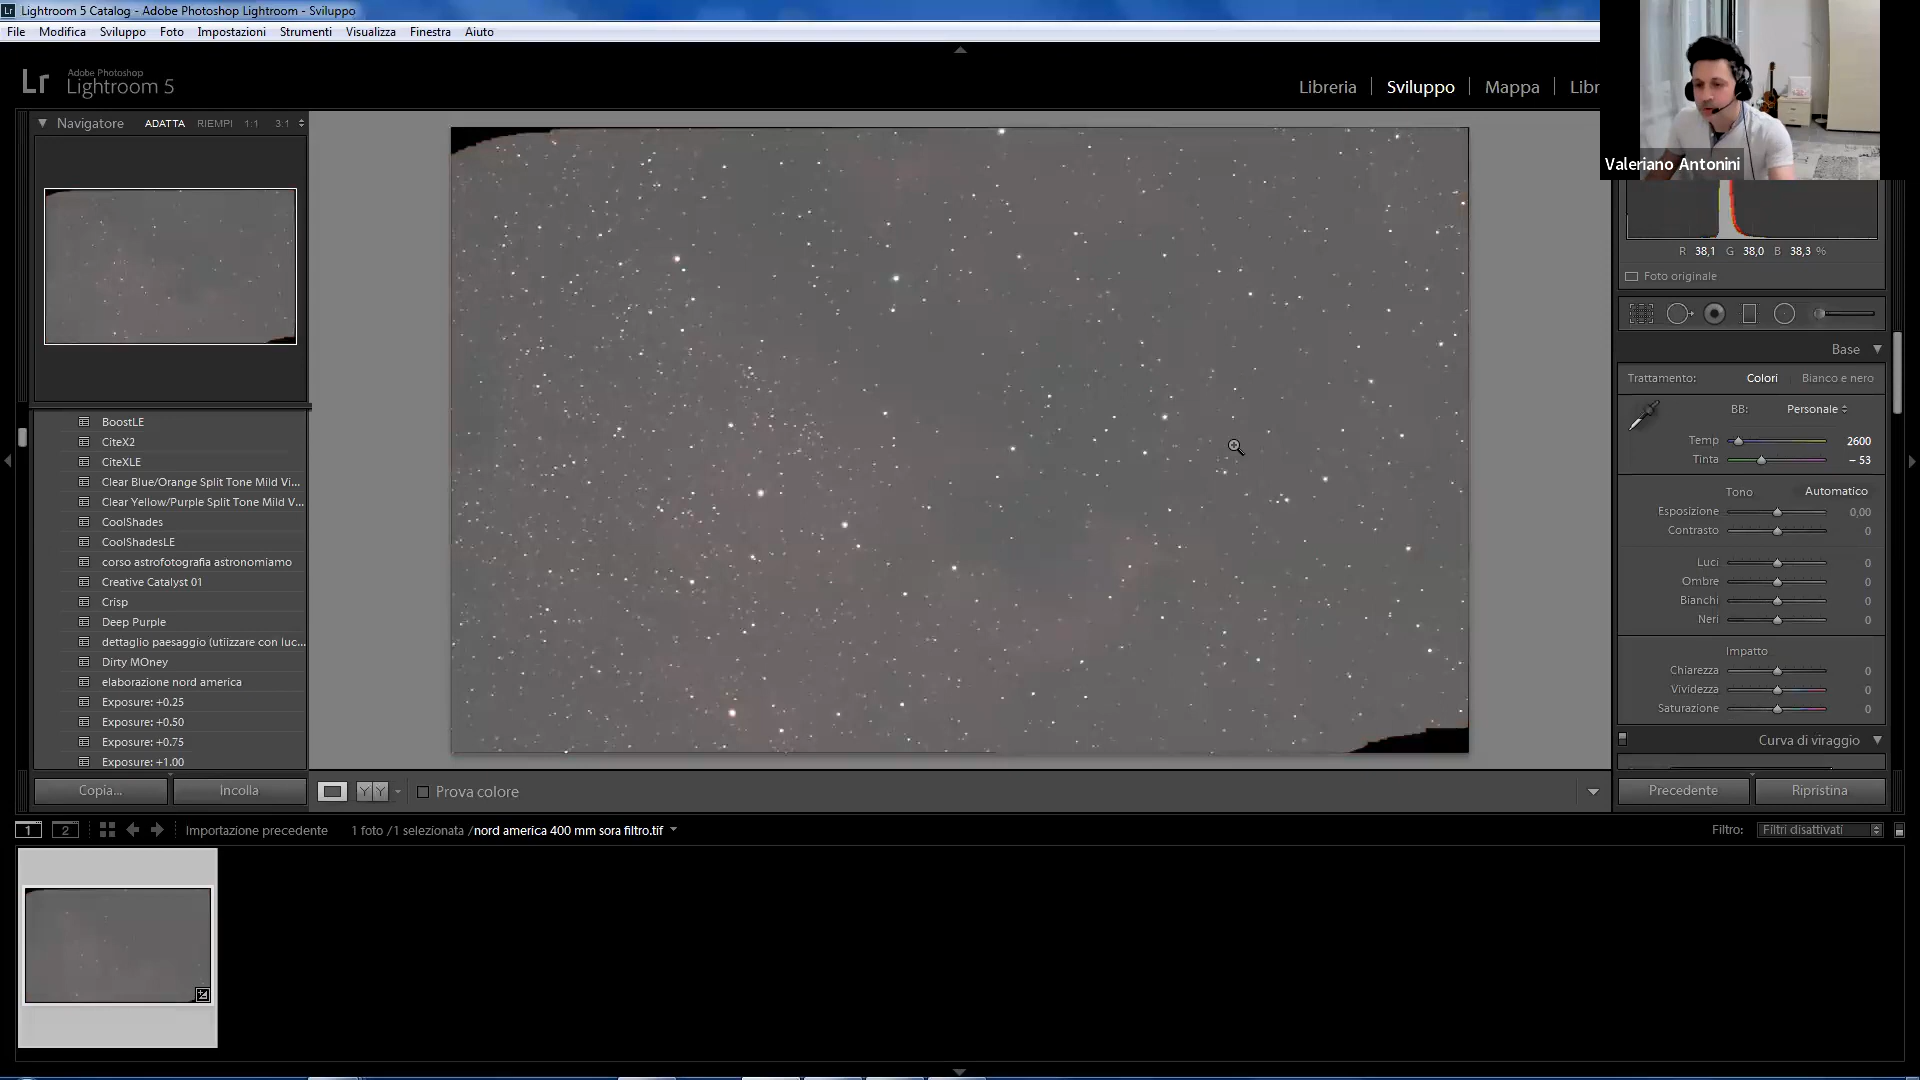 Lr Lightroom 5 Catalog - Adobe Photoshop Lightroom - Sviluppo
File Modifica Sviluppo Foto Impostazioni Strumenti Visualizza Finestra Aiuto
Lr Adobe Photoshop
Lightroom 5
Libreria Sviluppo Mappa Libr
Valeriano Antonini
Navigatore ADATTA RIEMPI 1:1 3:1
R 38,1 G 38,0 B 38,3 %
Foto originale
Base
Trattamento: Colori Bianco e nero
BB: Personale
Temp 2600
Tinta – 53
Tono Automatico
Esposizione 0,00
Contrasto 0
Luci 0
Ombre 0
Bianchi 0
Neri 0
Impatto
Chiarezza 0
Vividezza 0
Saturazione 0
Curva di viraggio
BoostLE
CiteX2
CiteXLE
Clear Blue/Orange Split Tone Mild Vi...
Clear Yellow/Purple Split Tone Mild V...
CoolShades
CoolShadesLE
corso astrofotografia astronomiamo
Creative Catalyst 01
Crisp
Deep Purple
dettaglio paesaggio (utiizzare con luc...
Dirty MOney
elaborazione nord america
Exposure: +0.25
Exposure: +0.50
Exposure: +0.75
Exposure: +1.00
Copia... Incolla
YY Prova colore
Precedente Ripristina
1 2 Importazione precedente 1 foto /1 selezionata /nord america 400 mm sora filtro.tif
Filtro: Filtri disattivati